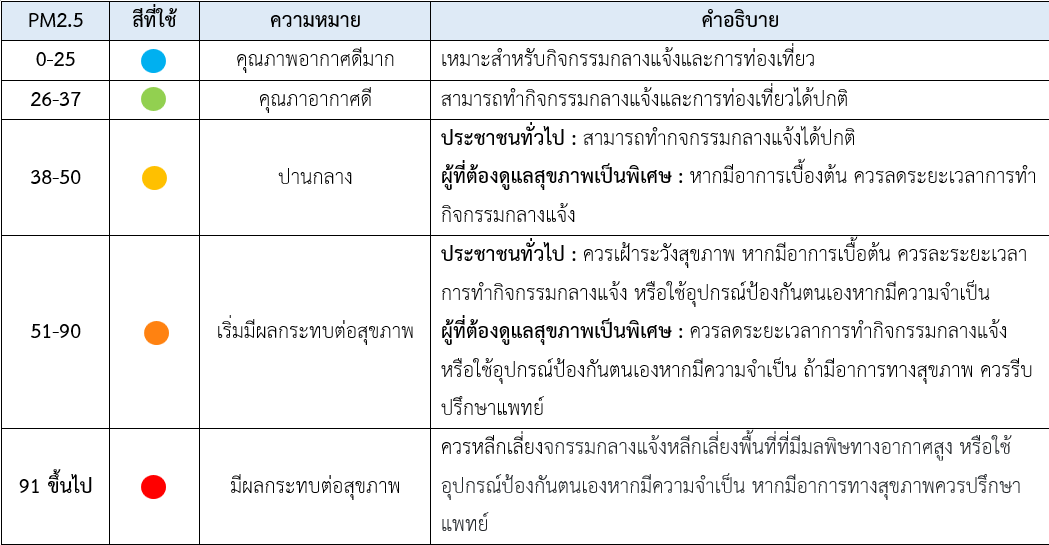 PM2.5 สีที่ใช้ ความหมาย คำอธิบาย
0-25 คุณภาพอากาศดีมาก เหมาะสำหรับกิจกรรมกลางแจ้งและการท่องเที่ยว
26-37 คุณภาอากาศดี สามารถทำกิจกรรมกลางแจ้งและการท่องเที่ยวได้ปกติ
38-50 ปานกลาง
ประชาชนทั่วไป : สามารถทำกจกรรมกลางแจ้งได้ปกติ
ผู้ที่ต้องดูแลสุขภาพเป็นพิเศษ : หากมีอาการเบื้องต้น ควรลดระยะเวลาการทำ
กิจกรรมกลางแจ้ง
51-90 เริ่มมีผลกระทบต่อสุขภาพ
ประชาชนทั่วไป : ควรเฝ้าระวังสุขภาพ หากมีอาการเบื้อต้น ควรละระยะเวลา
การทำกิจกรรมกลางแจ้ง หรือใช้อุปกรณ์ป้องกันตนเองหากมีความจำเป็น
ผู้ที่ต้องดูแลสุขภาพเป็นพิเศษ : ควรลดระยะเวลาการทำกิจกรรมกลางแจ้ง
หรือใช้อุปกรณ์ป้องกันตนเองหากมีความจำเป็น ถ้ามีอาการทางสุขภาพ ควรรีบ
ปรึกษาแพทย์
91 ขึ้นไป มีผลกระทบต่อสุขภาพ
ควรหลีกเลี่ยงจกรรมกลางแจ้งหลีกเลี่ยงพื้นที่ที่มีมลพิษทางอากาศสูง หรือใช้
อุปกรณ์ป้องกันตนเองหากมีความจำเป็น หากมีอาการทางสุขภาพควรปรึกษา
แพทย์